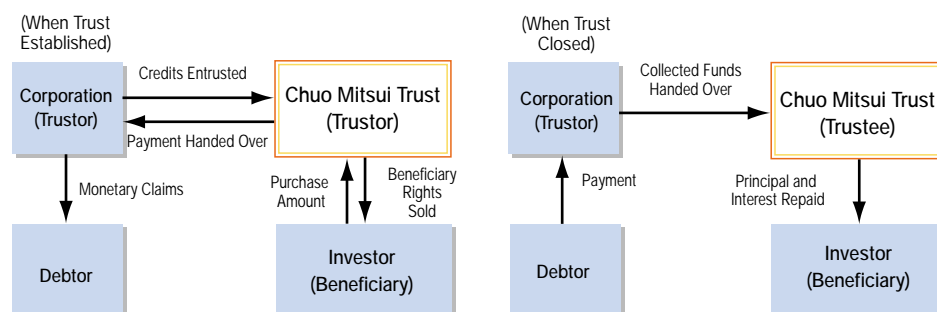 (When Trust
Established)
Credits Entrusted
Corporation
(Trustor)
Chuo Mitsui Trust
(Trustor)
Payment Handed Over
Monetary Claims
Purchase
Amount
Beneficiary
Rights
Sold
Debtor
Investor
(Beneficiary)
(When Trust
Closed)
Collected Funds
Handed Over
Corporation
(Trustor)
Chuo Mitsui Trust
(Trustee)
Payment
Principal and
Interest Repaid
Debtor
Investor
(Beneficiary)